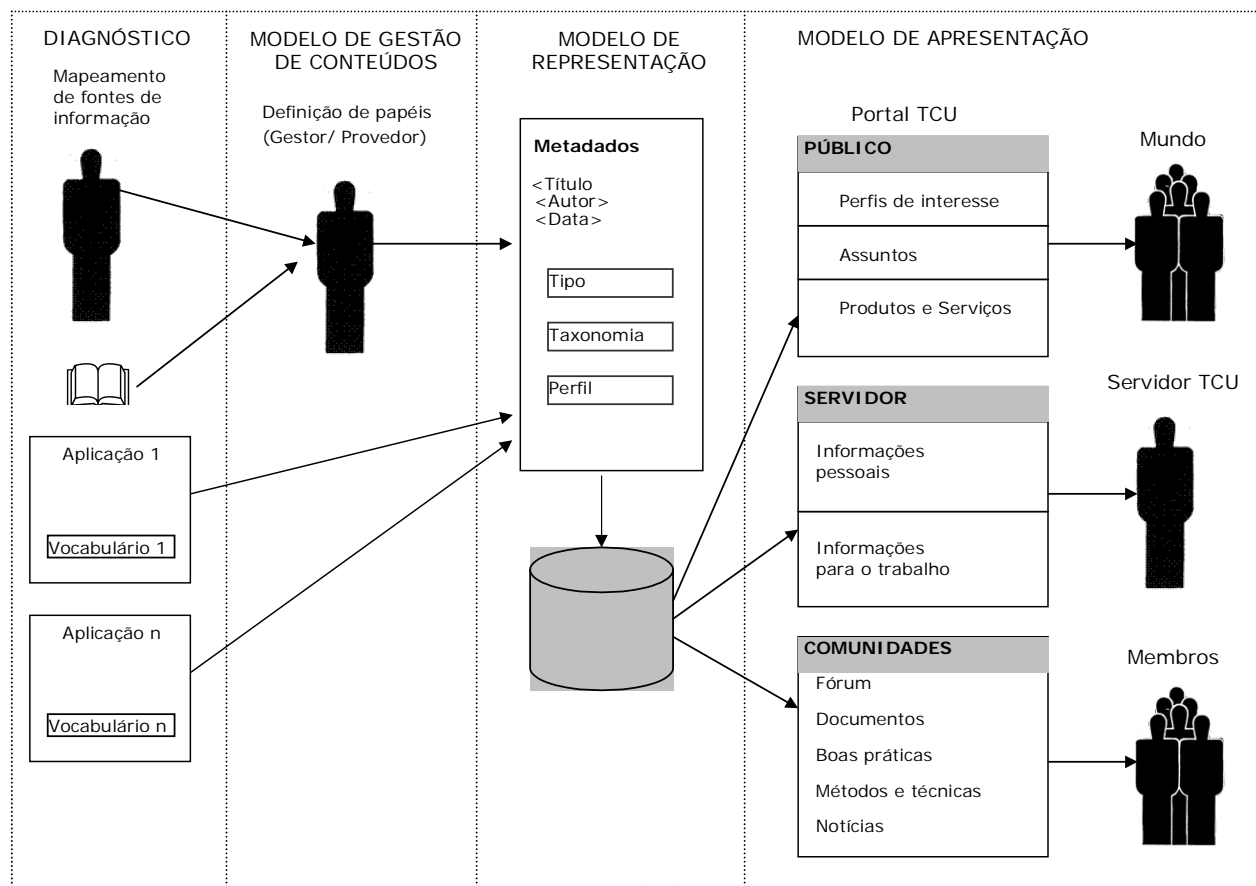 DIAGNÓSTICO
Mapeamento
de fontes de
informação
Aplicação 1
Vocabulário 1
Aplicação n
Vocabulário n
MODELO DE GESTÃO
DE CONTEÚDOS
Definição de papéis
(Gestor/ Provedor)
MODELO DE
REPRESENTAÇÃO
Metadados
<Título
<Autor>
<Data>
Tipo
Taxonomia
Perfil
MODELO DE APRESENTAÇÃO
Portal TCU
PÚBLICO
Perfis de interesse
Assuntos
Produtos e Serviços
Mundo
SERVIDOR
Informações
pessoais
Informações
para o trabalho
Servidor TCU
COMUNIDADES
Fórum
Documentos
Boas práticas
Métodos e técnicas
Notícias
Membros